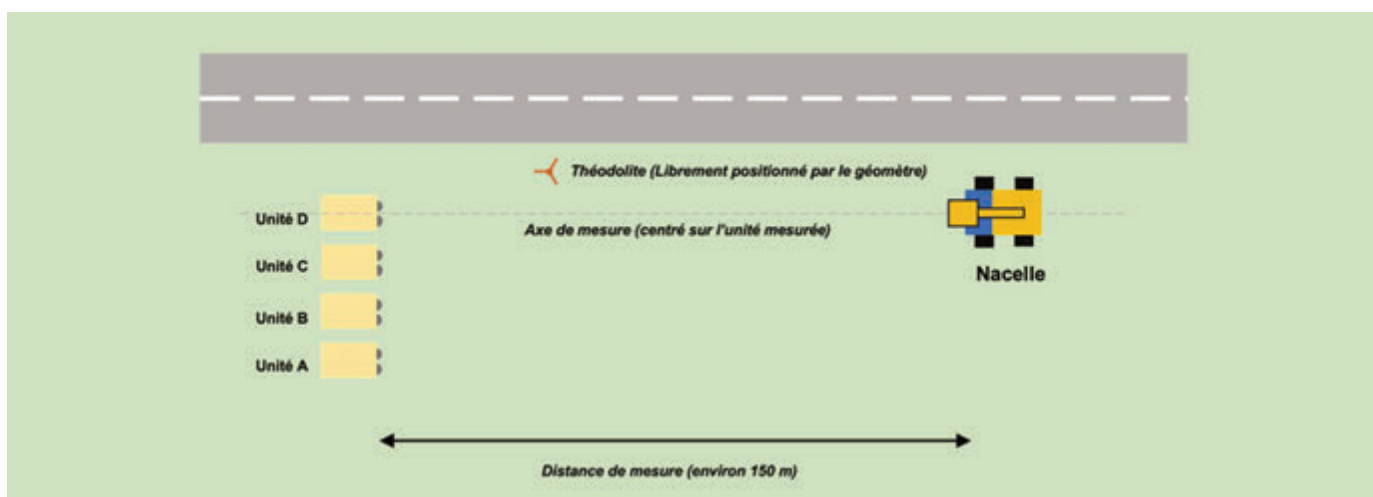 Théodolite (Librement positionné par le géomètre)
Unité D
Axe de mesure (centré sur l'unité mesurée)
Unité C
Nacelle
Unité B
Unité A
Distance de mesure (environ 150 m)